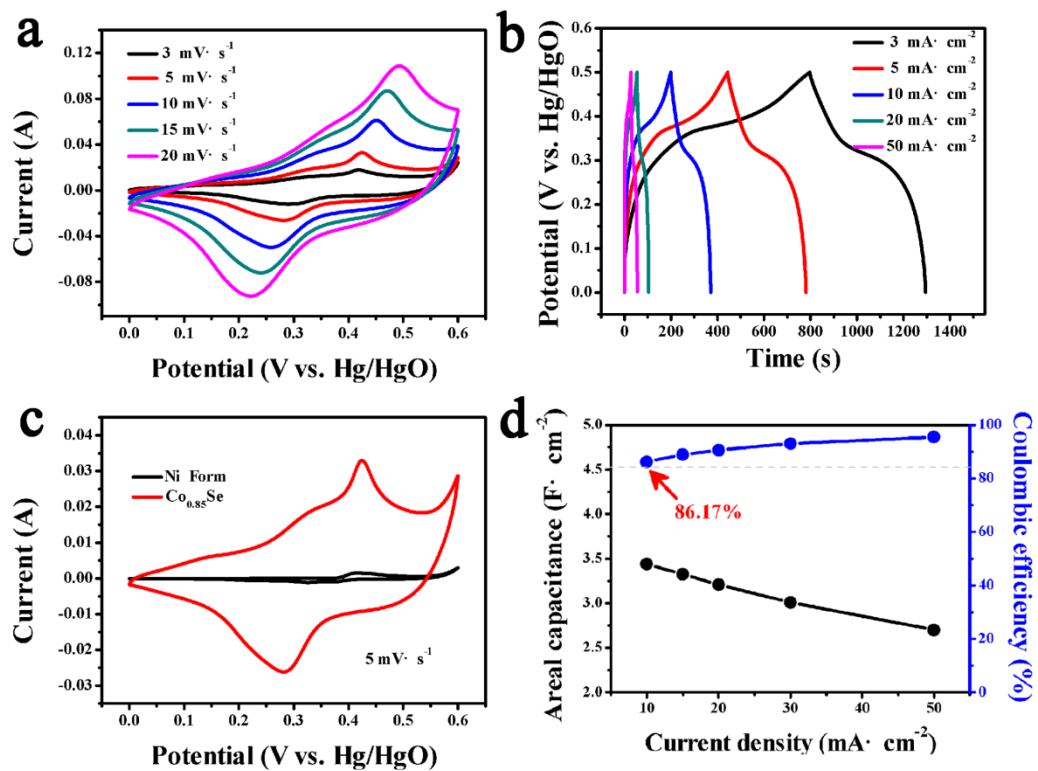 a
3 mV· s⁻¹
5 mV· s⁻¹
10 mV· s⁻¹
15 mV· s⁻¹
20 mV· s⁻¹
0.12
0.08
0.04
0.00
-0.04
-0.08
Current (A)
0.0 0.1 0.2 0.3 0.4 0.5 0.6
Potential (V vs. Hg/HgO)
b
3 mA· cm⁻²
5 mA· cm⁻²
10 mA· cm⁻²
20 mA· cm⁻²
50 mA· cm⁻²
0.6
0.5
0.4
0.3
0.2
0.1
0.0
Potential (V vs. Hg/HgO)
0 200 400 600 800 1000 1200 1400
Time (s)
c
Ni Form
Co₀.₈₅Se
0.04
0.03
0.02
0.01
0.00
-0.01
-0.02
-0.03
Current (A)
5 mV· s⁻¹
0.0 0.1 0.2 0.3 0.4 0.5 0.6
Potential (V vs. Hg/HgO)
d
5.0
4.5
4.0
3.5
3.0
2.5
2.0
Areal capacitance (F· cm⁻²)
86.17%
100
80
60
40
20
0
Coulombic efficiency (%)
10 20 30 40 50
Current density (mA· cm⁻²)